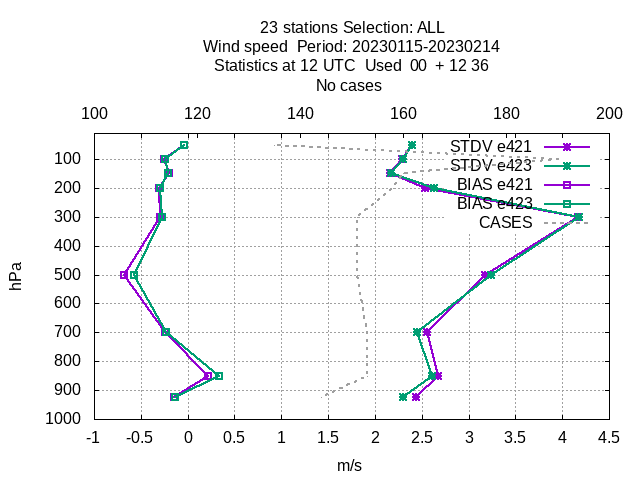 23 stations Selection: ALL
Wind speed  Period: 20230115-20230214
Statistics at 12 UTC  Used  00  + 12 36
No cases
100 120 140 160 180 200
STDV e421
STDV e423
BIAS e421
BIAS e423
CASES
hPa
100
200
300
400
500
600
700
800
900
1000
-1 -0.5 0 0.5 1 1.5 2 2.5 3 3.5 4 4.5
m/s